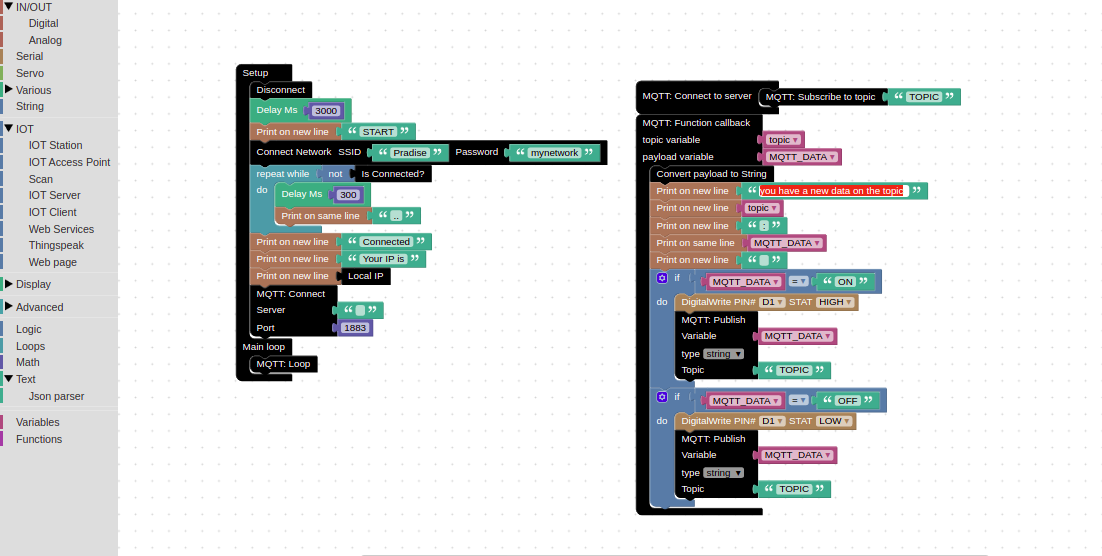 IN/OUT
Digital
Analog
Serial
Servo
Various
String
IOT
IOT Station
IOT Access Point
Scan
IOT Server
IOT Client
Web Services
Thingspeak
Web page
Display
Advanced
Logic
Loops
Math
Text
Json parser
Variables
Functions
Setup
Disconnect
Delay Ms 3000
Print on new line “ START ”
Connect Network SSID “ Pradise ” Password “ mynetwork ”
repeat while not Is Connected?
do Delay Ms 300
Print on same line “ .. ”
Print on new line “ Connected ”
Print on new line “ Your IP is ”
Print on new line Local IP
MQTT: Connect
Server “ ”
Port 1883
Main loop
MQTT: Loop
MQTT: Connect to server MQTT: Subscribe to topic “ TOPIC ”
MQTT: Function callback
topic variable topic
payload variable MQTT_DATA
Convert payload to String
Print on new line “ you have a new data on the topic ”
Print on new line topic
Print on new line “ : ”
Print on same line MQTT_DATA
Print on new line “ ”
if MQTT_DATA = “ ON ”
do DigitalWrite PIN# D1 STAT HIGH
MQTT: Publish
Variable MQTT_DATA
type string
Topic “ TOPIC ”
if MQTT_DATA = “ OFF ”
do DigitalWrite PIN# D1 STAT LOW
MQTT: Publish
Variable MQTT_DATA
type string
Topic “ TOPIC ”